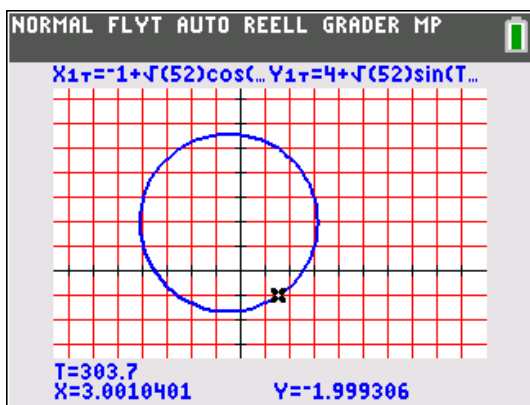 NORMAL FLYT AUTO REELL GRADER MP
X1T=⁻1+√(52)cos(… Y1T=4+√(52)sin(T…
T=303.7
X=3.0010401 Y=⁻1.999306